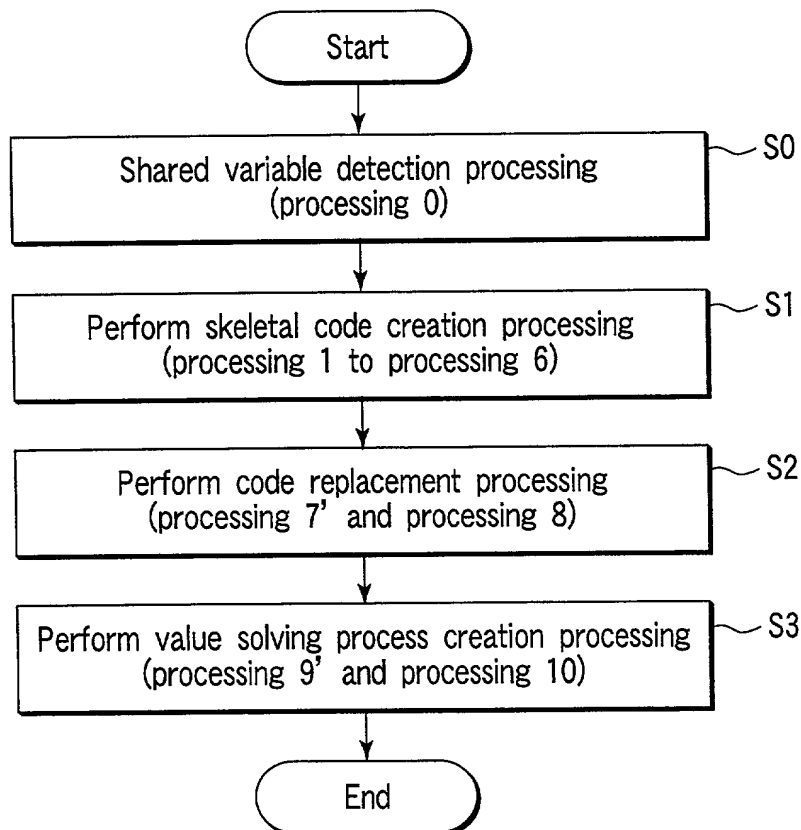 Start
Shared variable detection processing
(processing 0)
S0
Perform skeletal code creation processing
(processing 1 to processing 6)
S1
Perform code replacement processing
(processing 7' and processing 8)
S2
Perform value solving process creation processing
(processing 9' and processing 10)
S3
End